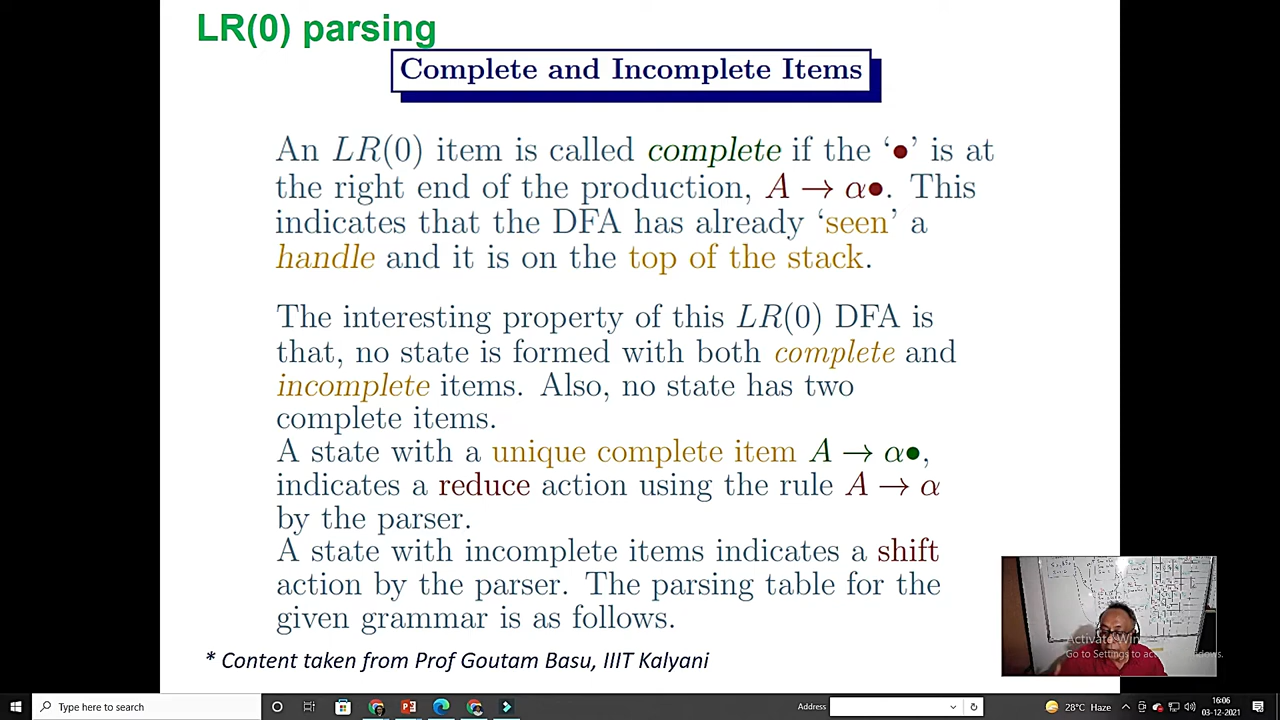 LR(0) parsing
Complete and Incomplete Items
An LR(0) item is called complete if the ‘●’ is at
the right end of the production, A → α●. This
indicates that the DFA has already ‘seen’ a
handle and it is on the top of the stack.
The interesting property of this LR(0) DFA is
that, no state is formed with both complete and
incomplete items. Also, no state has two
complete items.
A state with a unique complete item A → α●,
indicates a reduce action using the rule A → α
by the parser.
A state with incomplete items indicates a shift
action by the parser. The parsing table for the
given grammar is as follows.
* Content taken from Prof Goutam Basu, IIIT Kalyani
Go to Settings to
Type here to search
Address
28°C Haze
16:06
03-12-2021